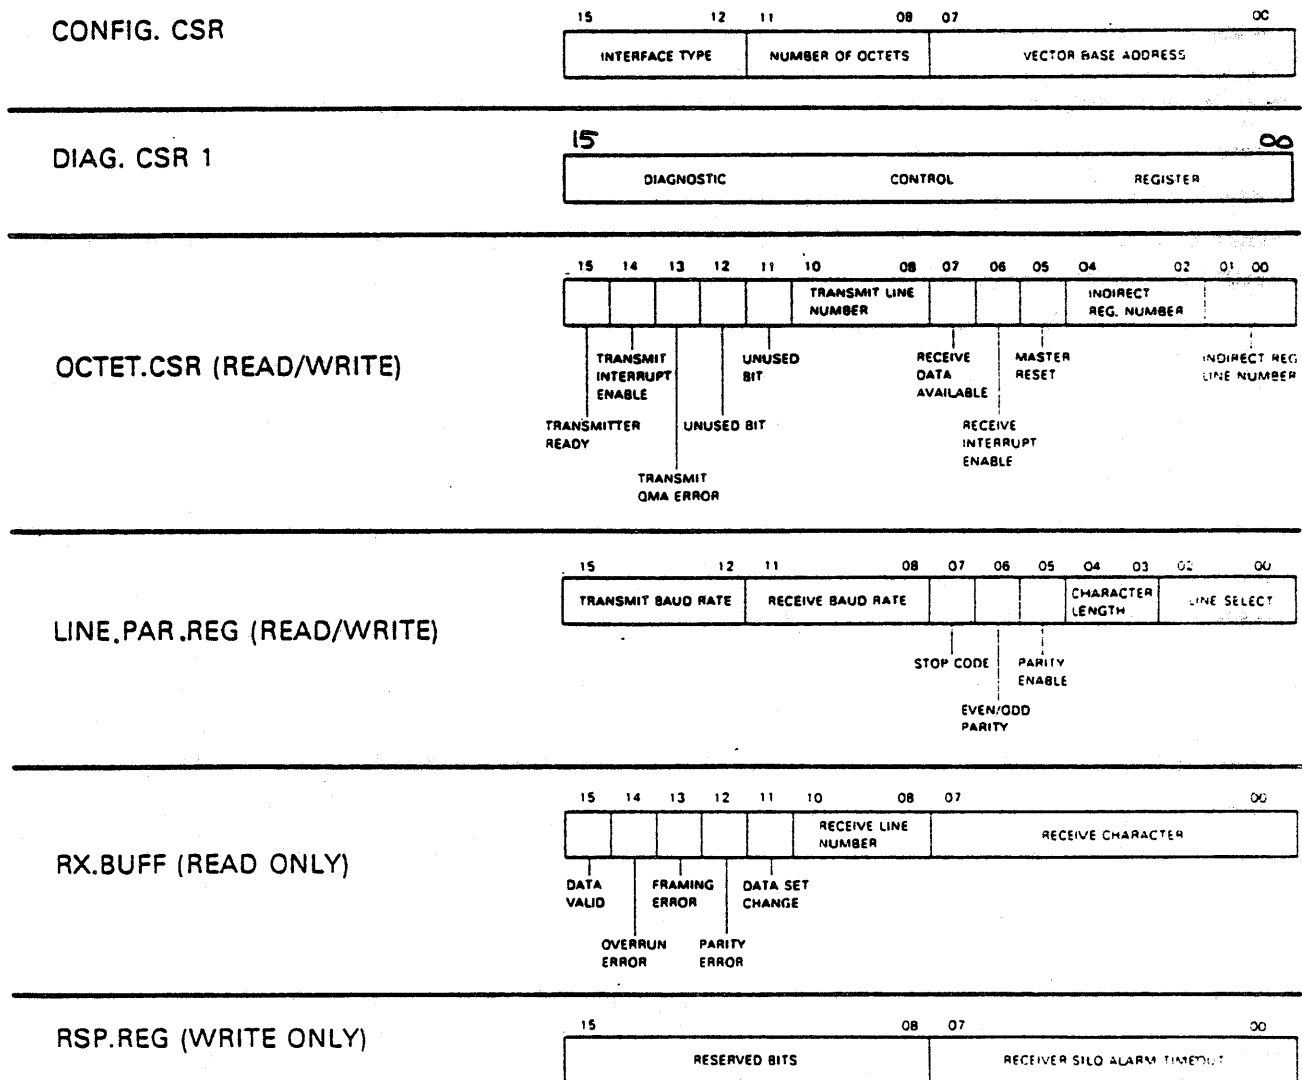 CONFIG. CSR
15 12 11 08 07 00
INTERFACE TYPE NUMBER OF OCTETS VECTOR BASE ADDRESS
DIAG. CSR 1
15 00
DIAGNOSTIC CONTROL REGISTER
OCTET.CSR (READ/WRITE)
15 14 13 12 11 10 08 07 06 05 04 02 01 00
TRANSMIT LINE
NUMBER
INDIRECT
REG. NUMBER
TRANSMIT
INTERRUPT
ENABLE
UNUSED
BIT
RECEIVE
DATA
AVAILABLE
MASTER
RESET
INDIRECT REG
LINE NUMBER
TRANSMITTER
READY
UNUSED BIT
RECEIVE
INTERRUPT
ENABLE
TRANSMIT
DMA ERROR
LINE.PAR.REG (READ/WRITE)
15 12 11 08 07 06 05 04 03 02 00
TRANSMIT BAUD RATE RECEIVE BAUD RATE
CHARACTER
LENGTH
LINE SELECT
STOP CODE
PARITY
ENABLE
EVEN/ODD
PARITY
RX.BUFF (READ ONLY)
15 14 13 12 11 10 08 07 00
RECEIVE LINE
NUMBER
RECEIVE CHARACTER
DATA
VALID
FRAMING
ERROR
DATA SET
CHANGE
OVERRUN
ERROR
PARITY
ERROR
RSP.REG (WRITE ONLY)
15 08 07 00
RESERVED BITS RECEIVER SILO ALARM TIMEOUT